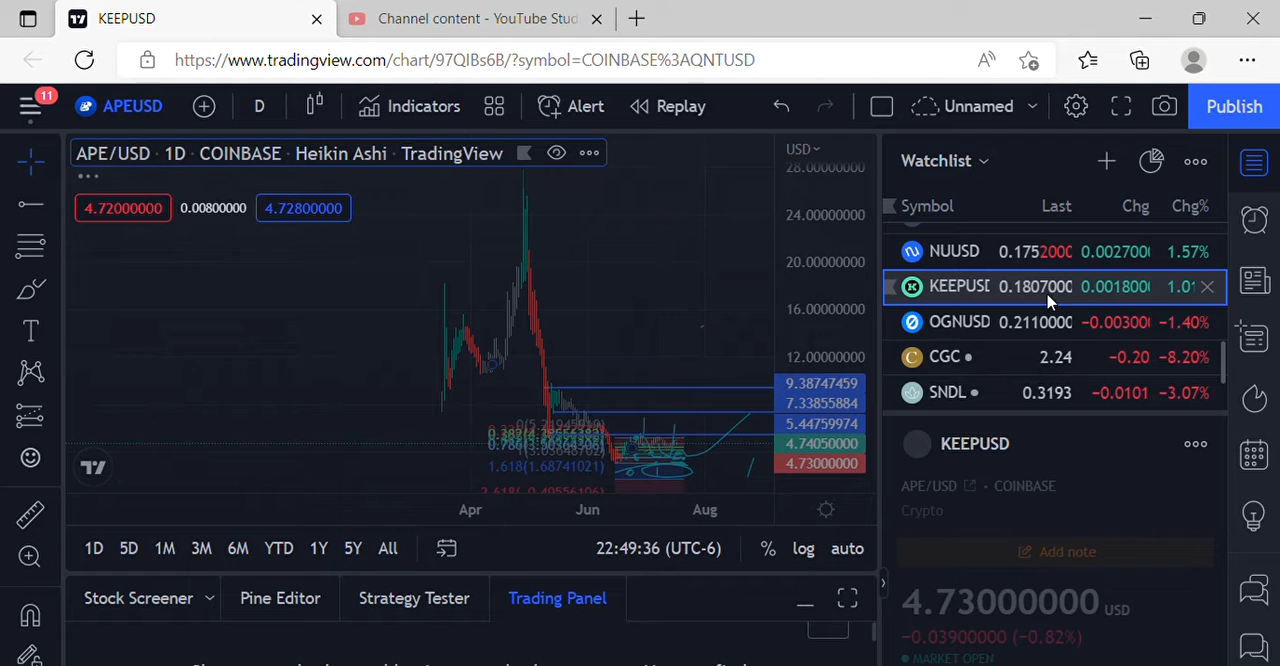 KEEPUSD
Channel content - YouTube Stud
https://www.tradingview.com/chart/97QIBs6B/?symbol=COINBASE%3AQNTUSD
11
APEUSD
D
Indicators
Alert
Replay
Unnamed
Publish
APE/USD · 1D · COINBASE · Heikin Ashi · TradingView
4.72000000
0.00800000
4.72800000
USD
28.00000000
24.00000000
20.00000000
16.00000000
12.00000000
9.38747459
7.33855884
5.44759974
4.74050000
4.73000000
1.618(1.68741021)
Apr
Jun
Aug
1D
5D
1M
3M
6M
YTD
1Y
5Y
All
22:49:36 (UTC-6)
%
log
auto
Stock Screener
Pine Editor
Strategy Tester
Trading Panel
Watchlist
Symbol
Last
Chg
Chg%
NUUSD 0.1752000 0.0027000 1.57%
KEEPUSD 0.1807000 0.0018000 1.01
OGNUSD 0.2110000 −0.00300 −1.40%
CGC 2.24 −0.20 −8.20%
SNDL 0.3193 −0.0101 −3.07%
KEEPUSD
APE/USD · COINBASE
Crypto
Add note
4.73000000 USD
−0.03900000 (−0.82%)
MARKET OPEN